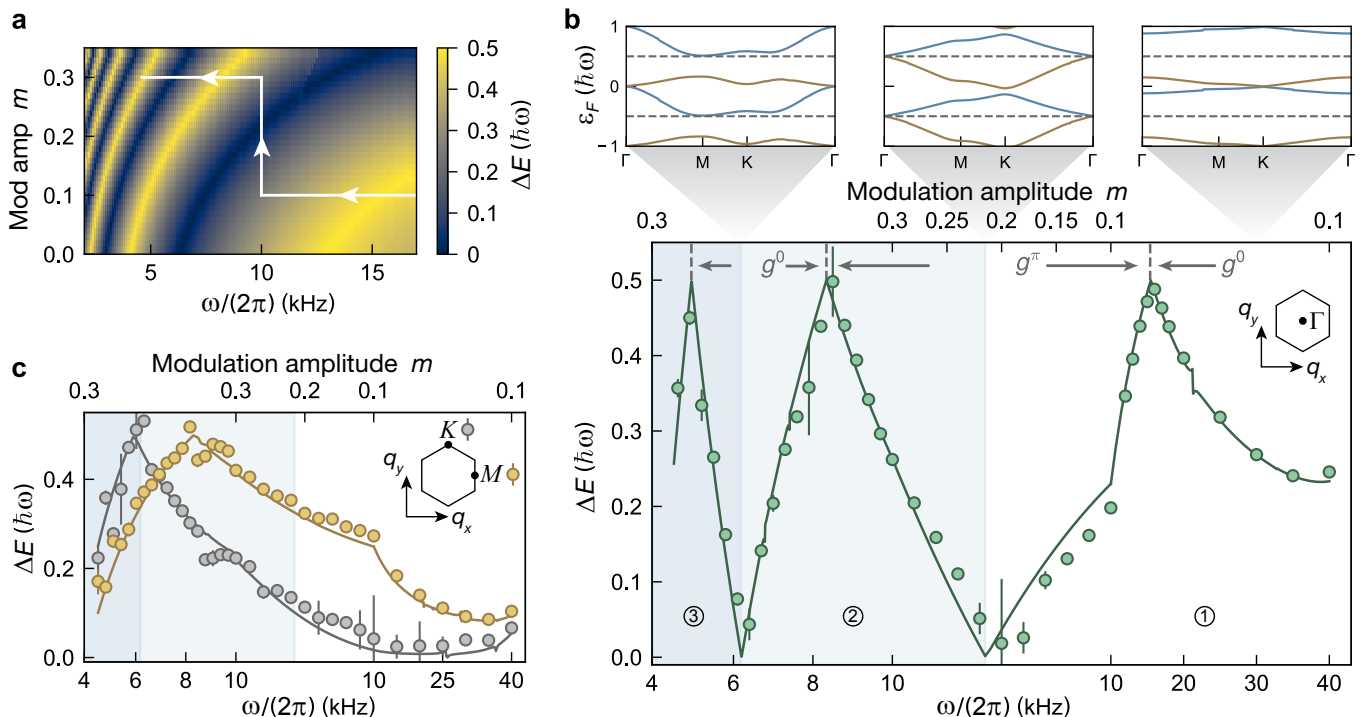 a
Mod amp m
0.3
0.2
0.1
0.0
5
10
15
ω/(2π) (kHz)
0.5
0.4
0.3
0.2
0.1
0
ΔE (ħω)
b
ε_F (ħω)
1
0
−1
Γ M K Γ
Γ M K Γ
Γ M K Γ
Modulation amplitude m
0.3 0.3 0.25 0.2 0.15 0.1 0.1
g^0 g^π g^0
0.5
0.4
0.3
0.2
0.1
0.0
ΔE (ħω)
q_y
Γ
q_x
③ ② ①
4 6 8 10 10 20 30 40
ω/(2π) (kHz)
c
Modulation amplitude m
0.3 0.3 0.2 0.1 0.1
0.4
0.2
0.0
ΔE (ħω)
K
q_y
M
q_x
4 6 8 10 10 25 40
ω/(2π) (kHz)